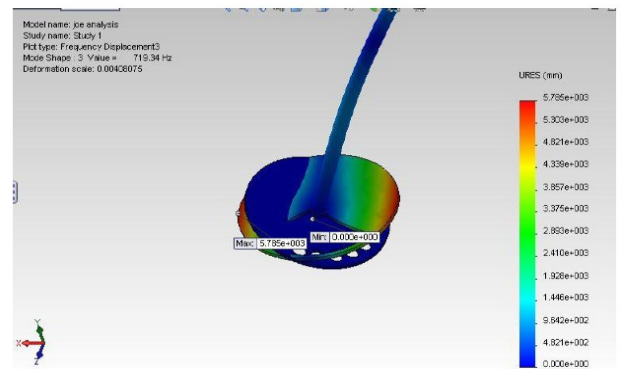 Model name: joe analysis
Study name: Study 1
Plot type: Frequency Displacement3
Mode Shape : 3 Value = 719.34 Hz
Deformation scale: 0.00408075
URES (mm)
5.785e+003
5.303e+003
4.821e+003
4.339e+003
3.857e+003
3.375e+003
2.893e+003
2.410e+003
1.928e+003
1.446e+003
9.642e+002
4.821e+002
0.000e+000
Max: 5.785e+003
Min: 0.000e+000
Y
X
Z